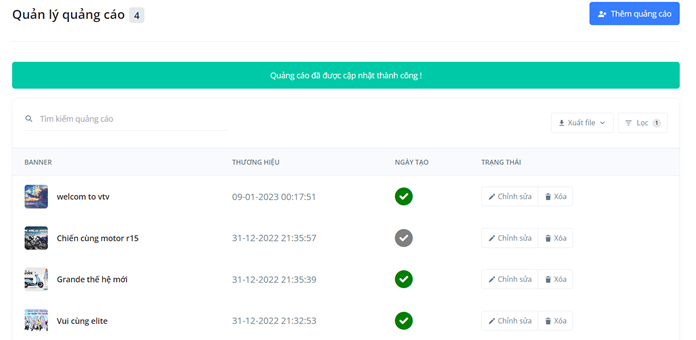 Quản lý quảng cáo 4
Thêm quảng cáo
Quảng cáo đã được cập nhật thành công !
Tìm kiếm quảng cáo
Xuất file
Lọc 1
BANNER THƯƠNG HIỆU NGÀY TẠO TRẠNG THÁI
welcom to vtv 09-01-2023 00:17:51 Chỉnh sửa Xóa
Chiến cùng motor r15 31-12-2022 21:35:57 Chỉnh sửa Xóa
Grande thế hệ mới 31-12-2022 21:35:39 Chỉnh sửa Xóa
Vui cùng elite 31-12-2022 21:32:53 Chỉnh sửa Xóa